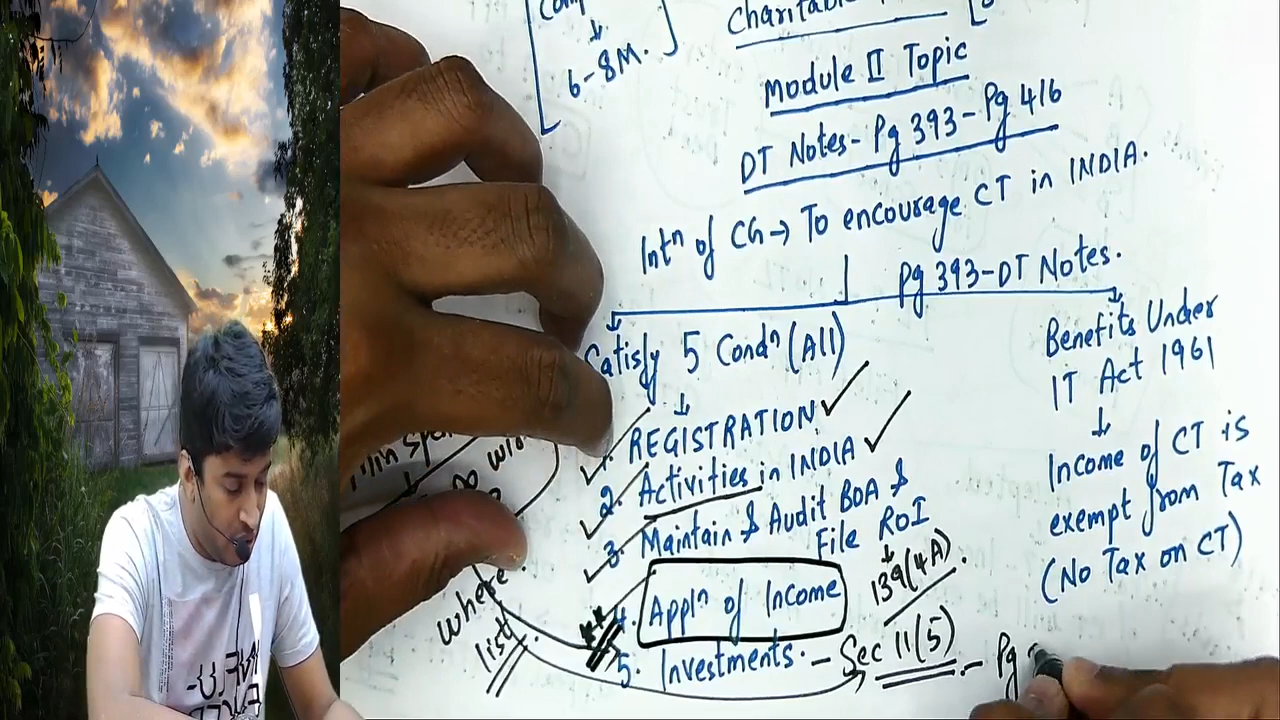 6-8M.
Charitable
Module II Topic
DT Notes- Pg 393-Pg 416
Intⁿ of CG → To encourage CT in INDIA.
Pg 393-DT Notes.
Satisfy 5 Condⁿ (All)
↓
1. REGISTRATION
2. Activities in INDIA
3. Maintain & Audit BOA &
File ROI
↓
139(4A)
4. Applⁿ of Income
5. Investments. - Sec 11(5) - Pg
where
list
Benefits Under
IT Act 1961
↓
Income of CT is
exempt from Tax
(No Tax on CT)